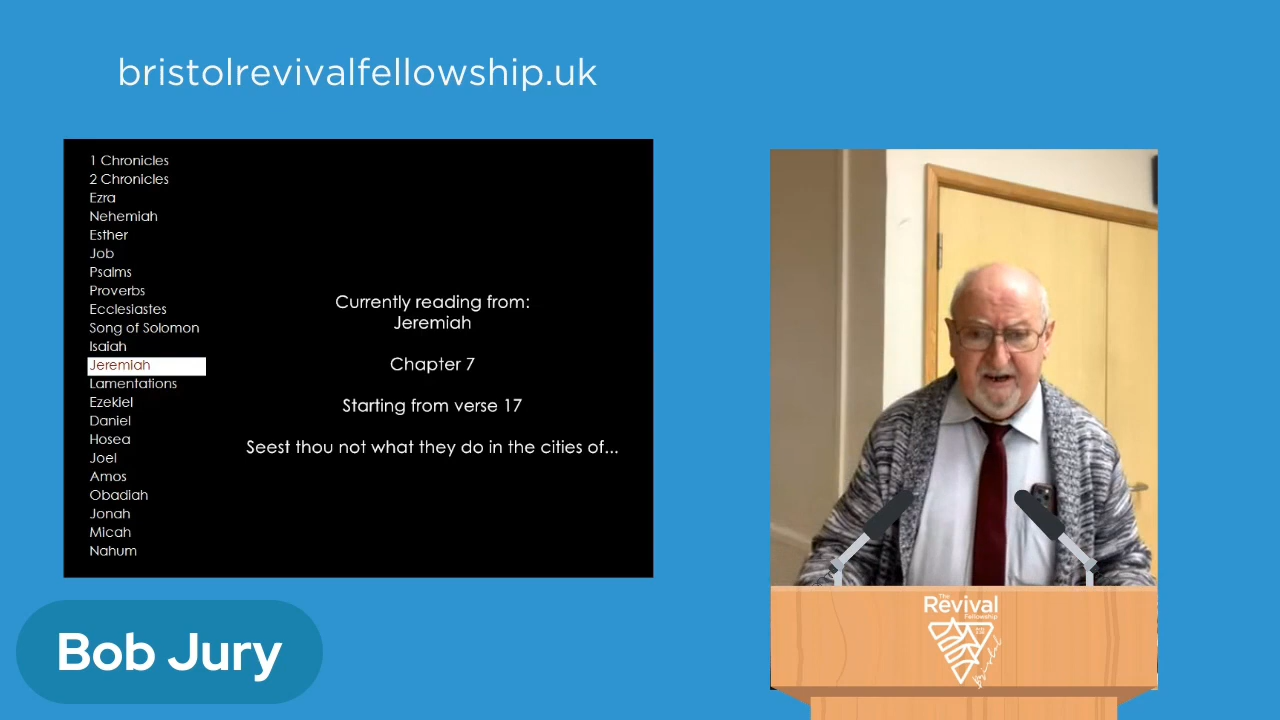 bristolrevivalfellowship.uk
1 Chronicles
2 Chronicles
Ezra
Nehemiah
Esther
Job
Psalms
Proverbs
Ecclesiastes
Song of Solomon
Isaiah
Jeremiah
Lamentations
Ezekiel
Daniel
Hosea
Joel
Amos
Obadiah
Jonah
Micah
Nahum
Currently reading from:
Jeremiah
Chapter 7
Starting from verse 17
Seest thou not what they do in the cities of...
Bob Jury
The
Revival
Fellowship
Bristol